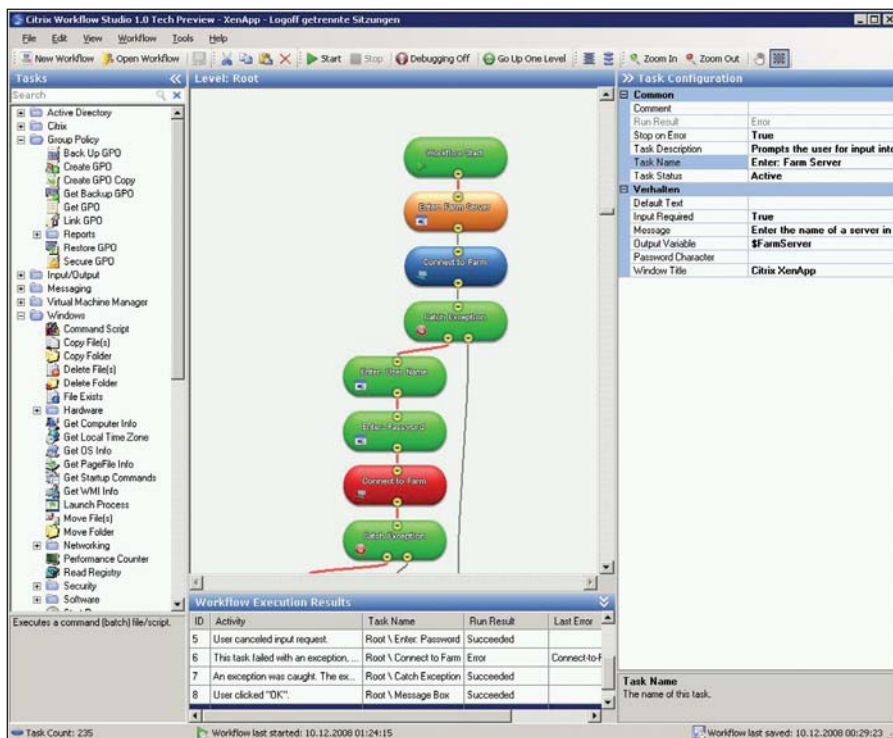 Citrix Workflow Studio 1.0 Tech Preview - XenApp - Logoff getrennte Sitzungen
File Edit View Workflow Tools Help
New Workflow Open Workflow Start Stop Debugging Off Go Up One Level Zoom In Zoom Out
Tasks
Search
Active Directory
Citrix
Group Policy
Back Up GPO
Create GPO
Create GPO Copy
Get Backup GPO
Get GPO
Link GPO
Reports
Restore GPO
Secure GPO
Input/Output
Messaging
Virtual Machine Manager
Windows
Command Script
Copy File(s)
Copy Folder
Delete File(s)
Delete Folder
File Exists
Hardware
Get Computer Info
Get Local Time Zone
Get OS Info
Get PageFile Info
Get Startup Commands
Get WMI Info
Launch Process
Move File(s)
Move Folder
Networking
Performance Counter
Read Registry
Security
Software
Executes a command (batch) file/script.
Level: Root
Workflow Start
Enter: Farm Server
Connect to Farm
Catch Exception
Enter: User Name
Enter: Password
Connect to Farm
Catch Exception
Workflow Execution Results
ID Activity Task Name Run Result Last Error
5 User canceled input request. Root \ Enter: Password Succeeded
6 This task failed with an exception, ... Root \ Connect to Farm Error Connect-to-F
7 An exception was caught. The ex... Root \ Catch Exception Succeeded
8 User clicked "OK". Root \ Message Box Succeeded
Task Configuration
Common
Comment
Run Result Error
Stop on Error True
Task Description Prompts the user for input into
Task Name Enter: Farm Server
Task Status Active
Verhalten
Default Text
Input Required True
Message Enter the name of a server in
Output Variable $FarmServer
Password Character
Window Title Citrix XenApp
Task Name
The name of this task.
Task Count: 235 Workflow last started: 10.12.2008 01:24:15 Workflow last saved: 10.12.2008 00:29:23